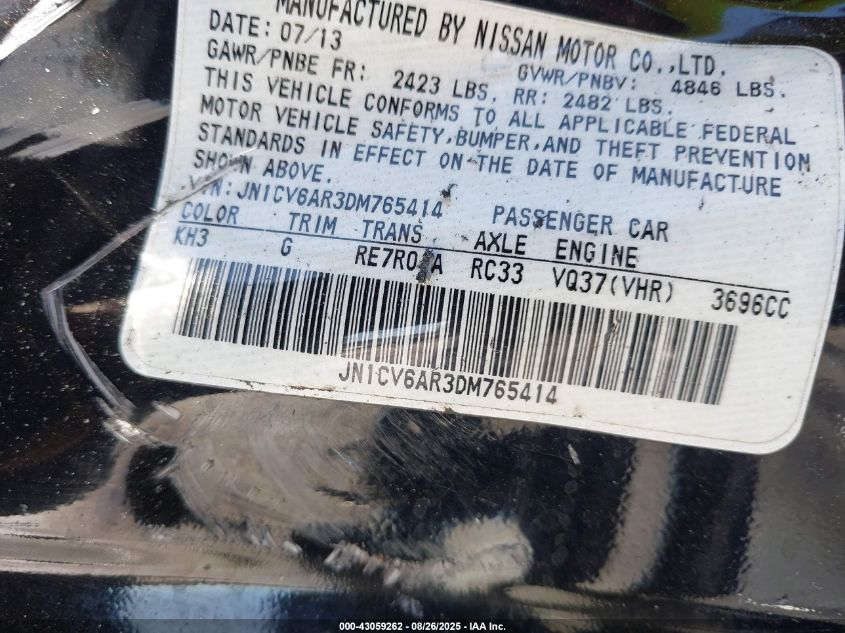 MANUFACTURED BY NISSAN MOTOR CO.,LTD.
DATE: 07/13 GVWR/PNBV: 4846 LBS.
GAWR/PNBE FR: 2423 LBS. RR: 2482 LBS.
THIS VEHICLE CONFORMS TO ALL APPLICABLE FEDERAL
MOTOR VEHICLE SAFETY,BUMPER,AND THEFT PREVENTION
STANDARDS IN EFFECT ON THE DATE OF MANUFACTURE
SHOWN ABOVE.
VIN:JN1CV6AR3DM765414 PASSENGER CAR
COLOR TRIM TRANS AXLE ENGINE
KH3 G RC33 VQ37(VHR) 3696CC
JN1CV6AR3DM765414
000-43059262 - 08/26/2025 - IAA Inc.